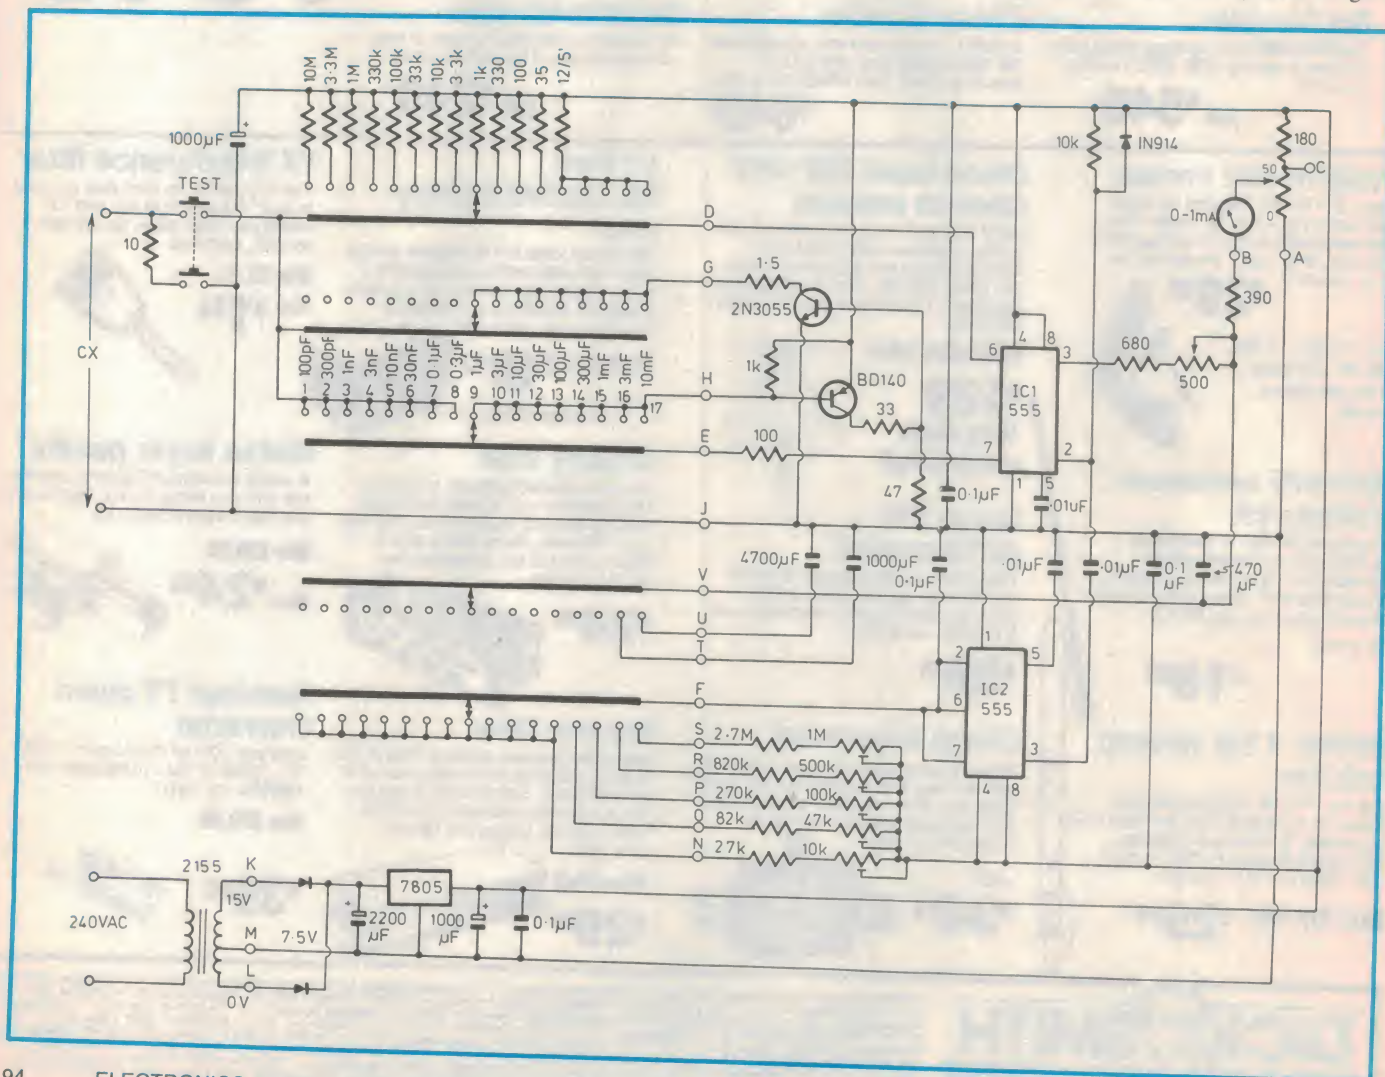 10M
3·3M
1M
330k
100k
33k
10k
3·3k
1k
330
100
35
12/5'
1000µF
+
TEST
10
CX
D
G
1·5
2N3055
1k
H
BD140
33
E
100
47
J
0·1µF
10k
IN914
180
50
C
0
0-1mA
B
A
390
680
500
6
4
8
3
IC1
555
7
2
1
5
·01uF
100pF
300pF
1nF
3nF
10nF
30nF
0·1µF
0·3µF
1µF
3µF
10µF
30µF
100µF
300µF
1mF
3mF
10mF
1
2
3
4
5
6
7
8
9
10
11
12
13
14
15
16
17
4700µF
1000µF
0·1µF
·01µF
·01µF
0·1
µF
470
µF
V
U
T
F
1
2
5
IC2
555
6
7
3
4
8
S
2·7M
1M
R
820k
500k
P
270k
100k
Q
82k
47k
N
27k
10k
240VAC
2155
K
15V
M
7·5V
L
0V
+
2200
µF
7805
+
1000
µF
0·1µF
94